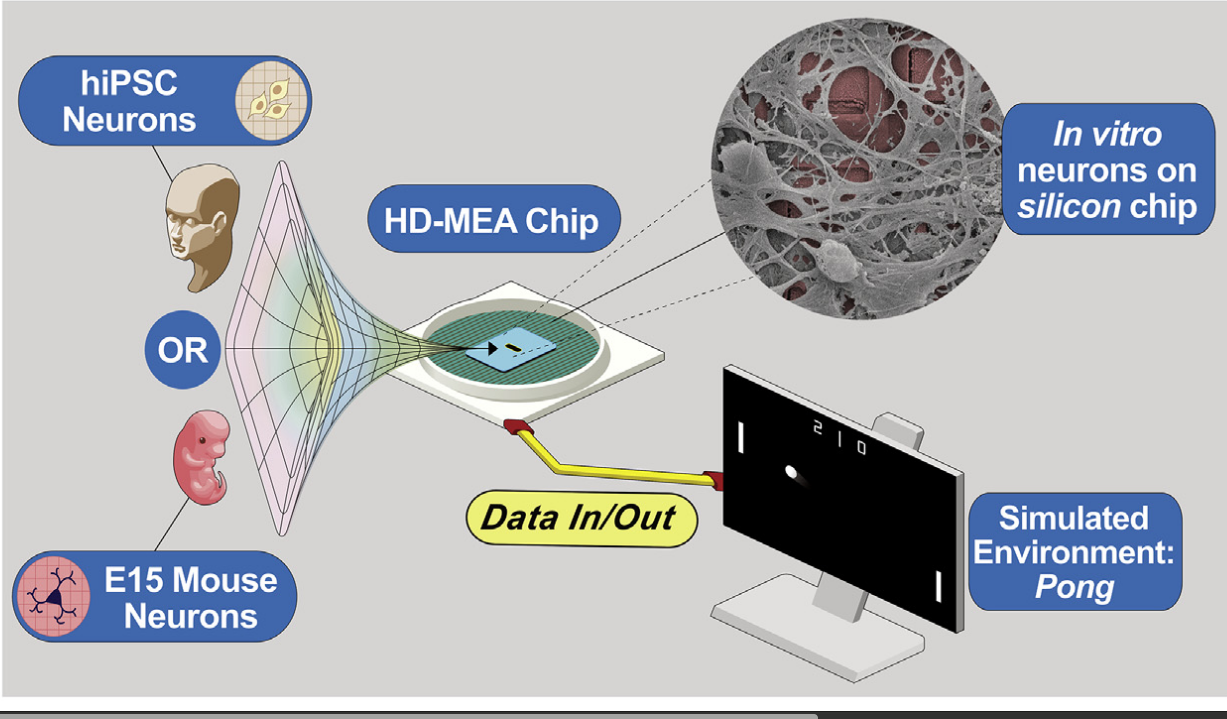 hiPSC
Neurons
In vitro
neurons on
silicon chip
HD-MEA Chip
OR
2 1 0
Data In/Out
Simulated
Environment:
Pong
E15 Mouse
Neurons